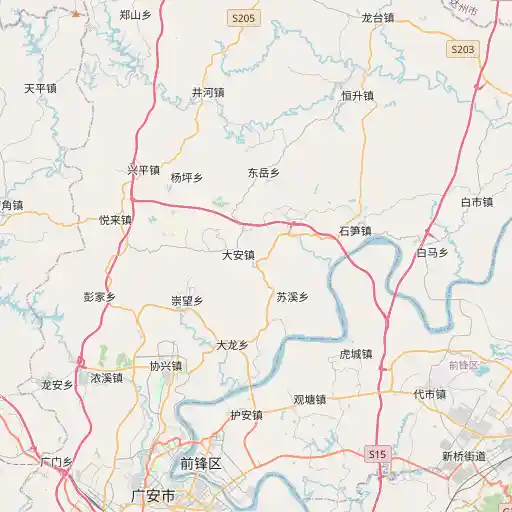 郑山乡
S205
龙台镇
达州市
S203
天平镇
井河镇
恒升镇
兴平镇
杨坪乡
东岳乡
角镇
悦来镇
白市镇
石笋镇
大安镇
白马乡
彭家乡
崇望乡
苏溪乡
大龙乡
虎城镇
协兴镇
前锋区
龙安乡
浓溪镇
代市镇
观塘镇
护安镇
广门乡
前锋区
S15
新桥街道
广安市